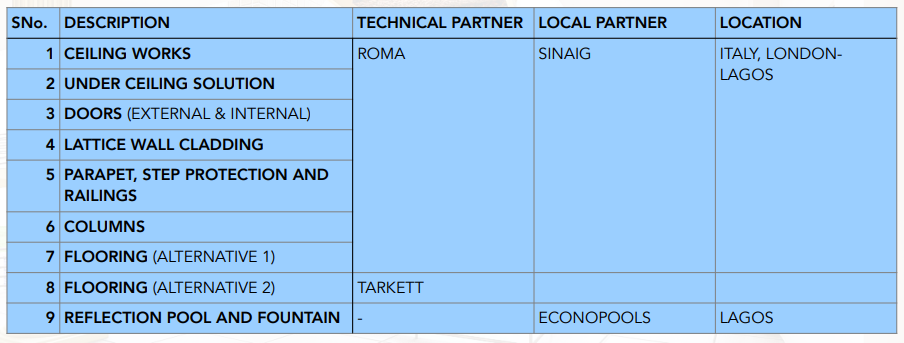 SNo. DESCRIPTION TECHNICAL PARTNER LOCAL PARTNER LOCATION
1 CEILING WORKS ROMA SINAIG ITALY, LONDON-
LAGOS
2 UNDER CEILING SOLUTION
3 DOORS (EXTERNAL & INTERNAL)
4 LATTICE WALL CLADDING
5 PARAPET, STEP PROTECTION AND
RAILINGS
6 COLUMNS
7 FLOORING (ALTERNATIVE 1)
8 FLOORING (ALTERNATIVE 2) TARKETT
9 REFLECTION POOL AND FOUNTAIN - ECONOPOOLS LAGOS